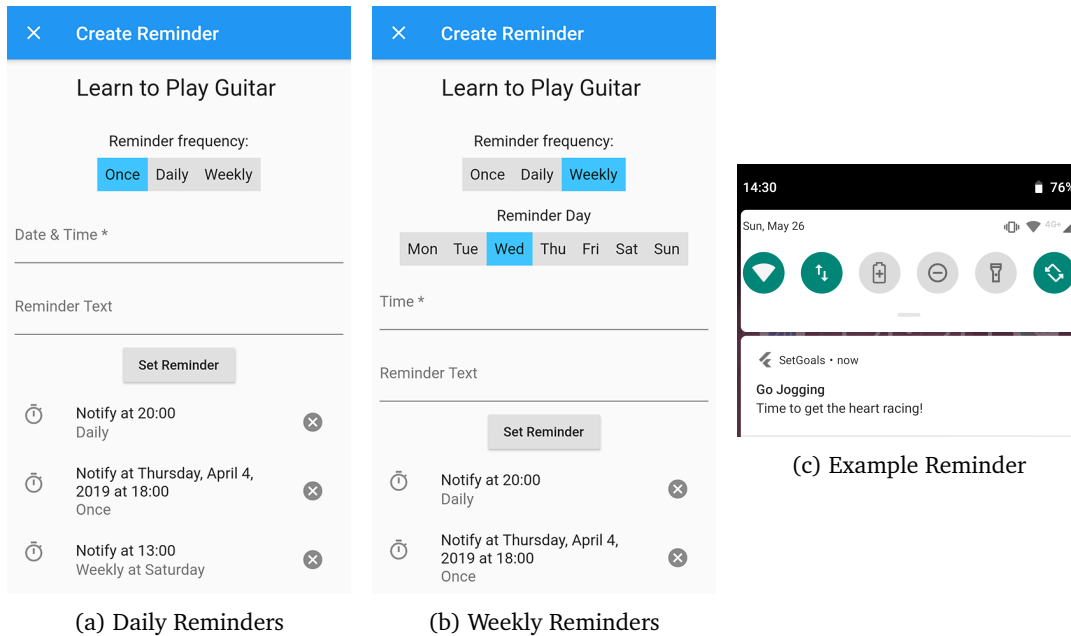 Create Reminder
Learn to Play Guitar
Reminder frequency:
Once Daily Weekly
Date & Time *
Reminder Text
Set Reminder
Notify at 20:00
Daily
Notify at Thursday, April 4,
2019 at 18:00
Once
Notify at 13:00
Weekly at Saturday
(a) Daily Reminders
Create Reminder
Learn to Play Guitar
Reminder frequency:
Once Daily Weekly
Reminder Day
Mon Tue Wed Thu Fri Sat Sun
Time *
Reminder Text
Set Reminder
Notify at 20:00
Daily
Notify at Thursday, April 4,
2019 at 18:00
Once
(b) Weekly Reminders
14:30 76%
Sun, May 26 4G+
SetGoals • now
Go Jogging
Time to get the heart racing!
(c) Example Reminder